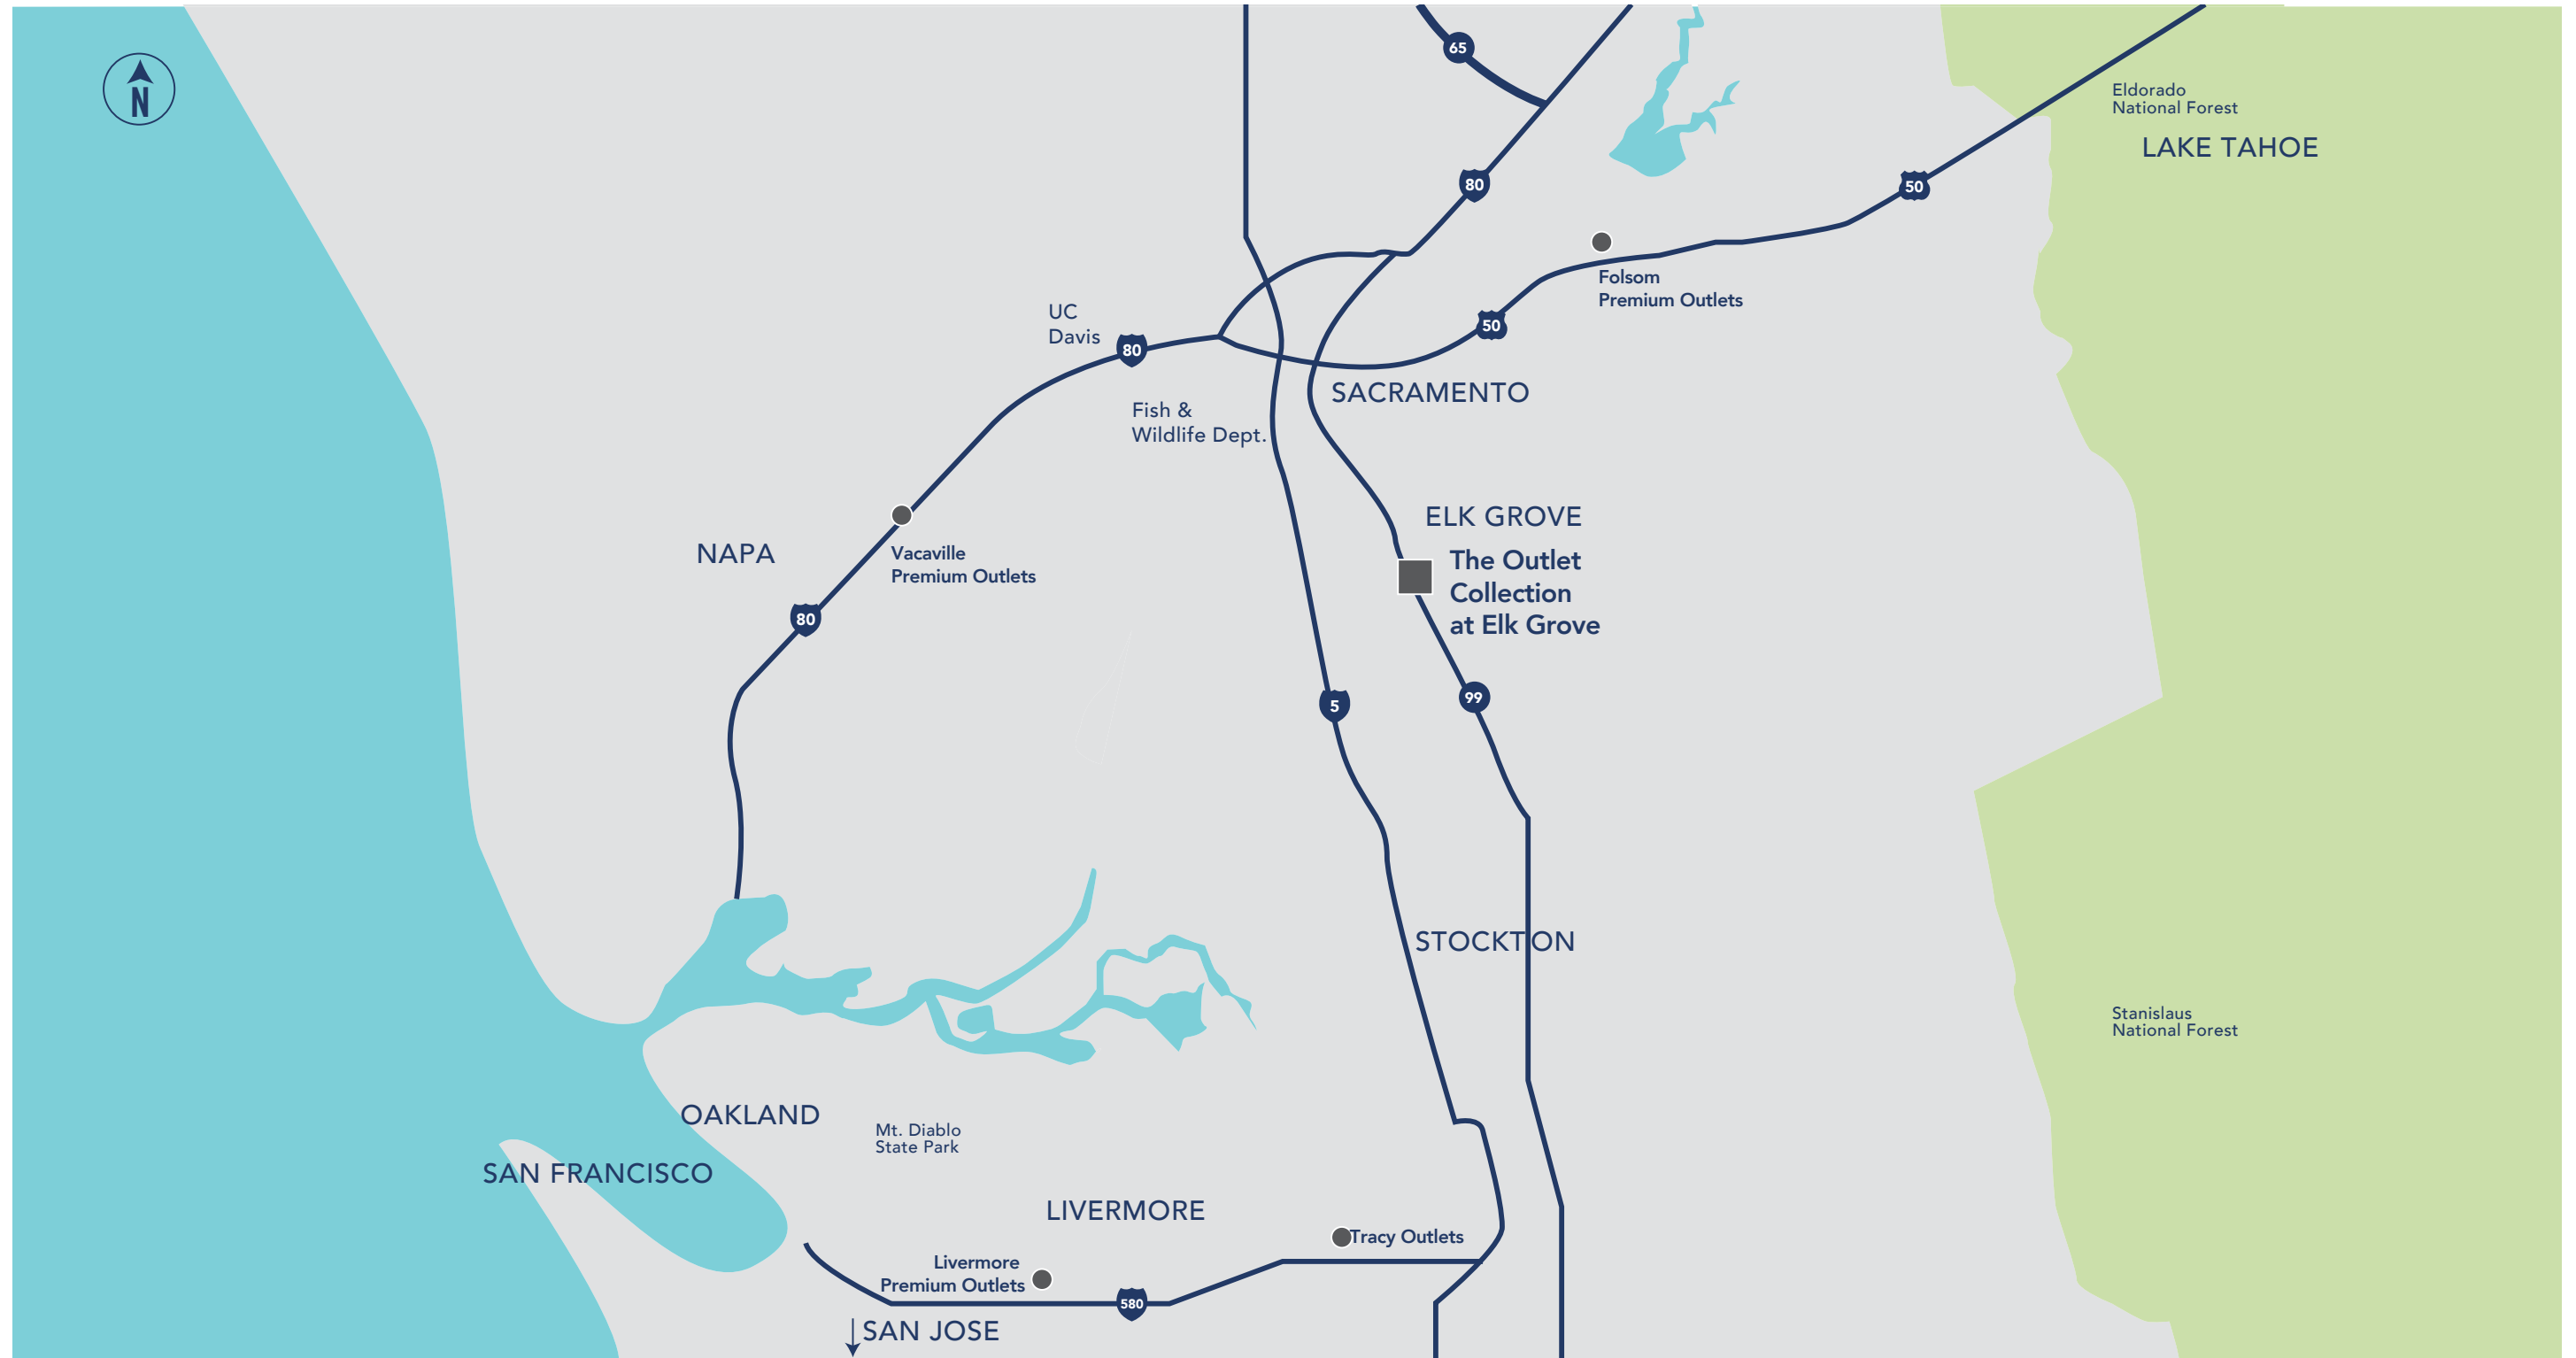 65
N
Eldorado
National Forest
LAKE TAHOE
80
50
Folsom
Premium Outlets
UC
Davis
80
50
SACRAMENTO
Fish &
Wildlife Dept.
ELK GROVE
The Outlet
Collection
at Elk Grove
NAPA
Vacaville
Premium Outlets
80
5
99
STOCKTON
Stanislaus
National Forest
OAKLAND
Mt. Diablo
State Park
SAN FRANCISCO
LIVERMORE
Tracy Outlets
Livermore
Premium Outlets
580
SAN JOSE